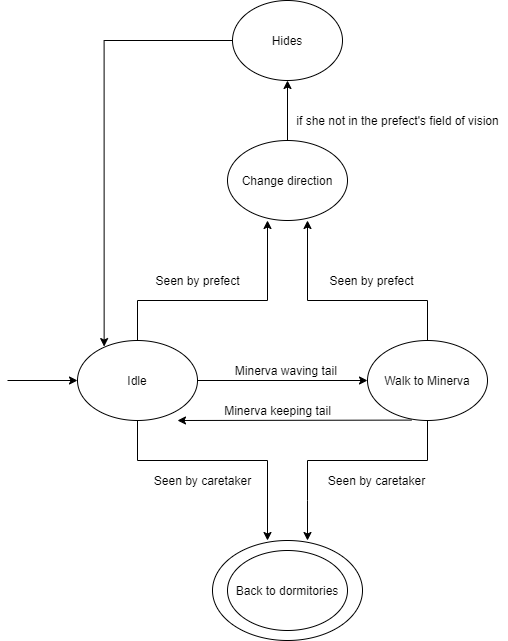 Hides
if she not in the prefect's field of vision
Change direction
Seen by prefect
Seen by prefect
Idle
Minerva waving tail
Walk to Minerva
Minerva keeping tail
Seen by caretaker
Seen by caretaker
Back to dormitories